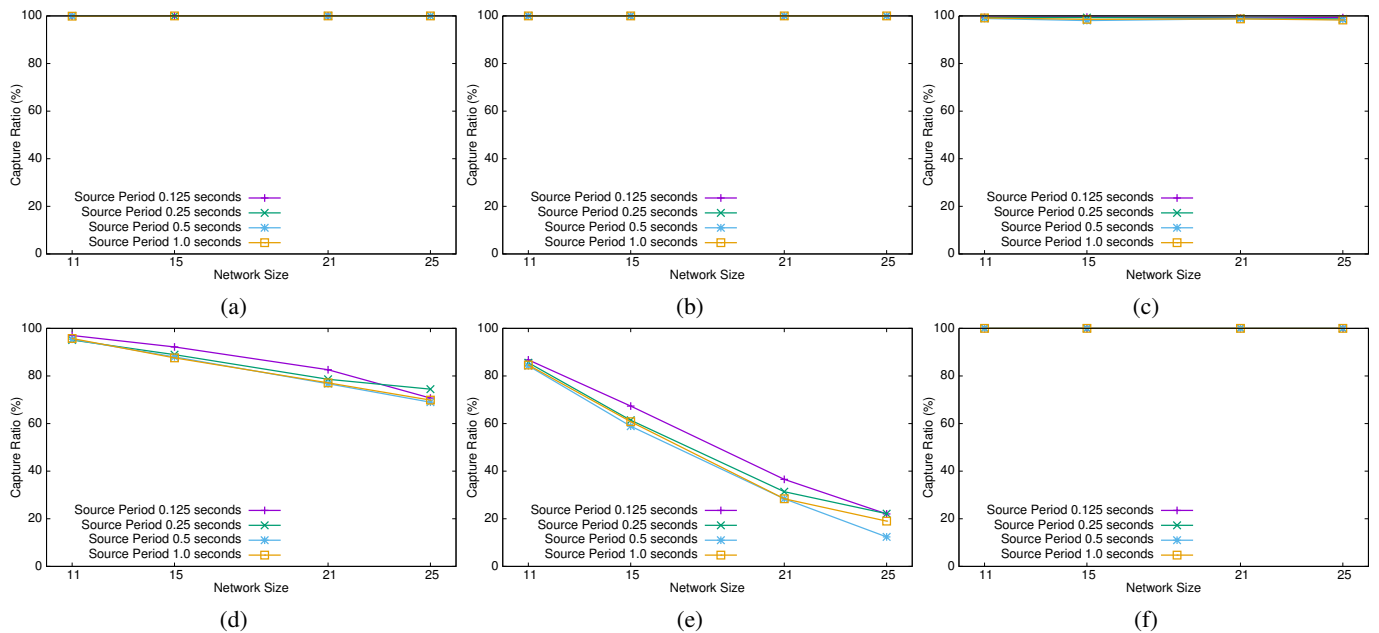 100
80
60
40
20
0
Capture Ratio (%)
Source Period 0.125 seconds
Source Period 0.25 seconds
Source Period 0.5 seconds
Source Period 1.0 seconds
11 15 21 25
Network Size
(a)
100
80
60
40
20
0
Capture Ratio (%)
Source Period 0.125 seconds
Source Period 0.25 seconds
Source Period 0.5 seconds
Source Period 1.0 seconds
11 15 21 25
Network Size
(b)
100
80
60
40
20
0
Capture Ratio (%)
Source Period 0.125 seconds
Source Period 0.25 seconds
Source Period 0.5 seconds
Source Period 1.0 seconds
11 15 21 25
Network Size
(c)
100
80
60
40
20
0
Capture Ratio (%)
Source Period 0.125 seconds
Source Period 0.25 seconds
Source Period 0.5 seconds
Source Period 1.0 seconds
11 15 21 25
Network Size
(d)
100
80
60
40
20
0
Capture Ratio (%)
Source Period 0.125 seconds
Source Period 0.25 seconds
Source Period 0.5 seconds
Source Period 1.0 seconds
11 15 21 25
Network Size
(e)
100
80
60
40
20
0
Capture Ratio (%)
Source Period 0.125 seconds
Source Period 0.25 seconds
Source Period 0.5 seconds
Source Period 1.0 seconds
11 15 21 25
Network Size
(f)